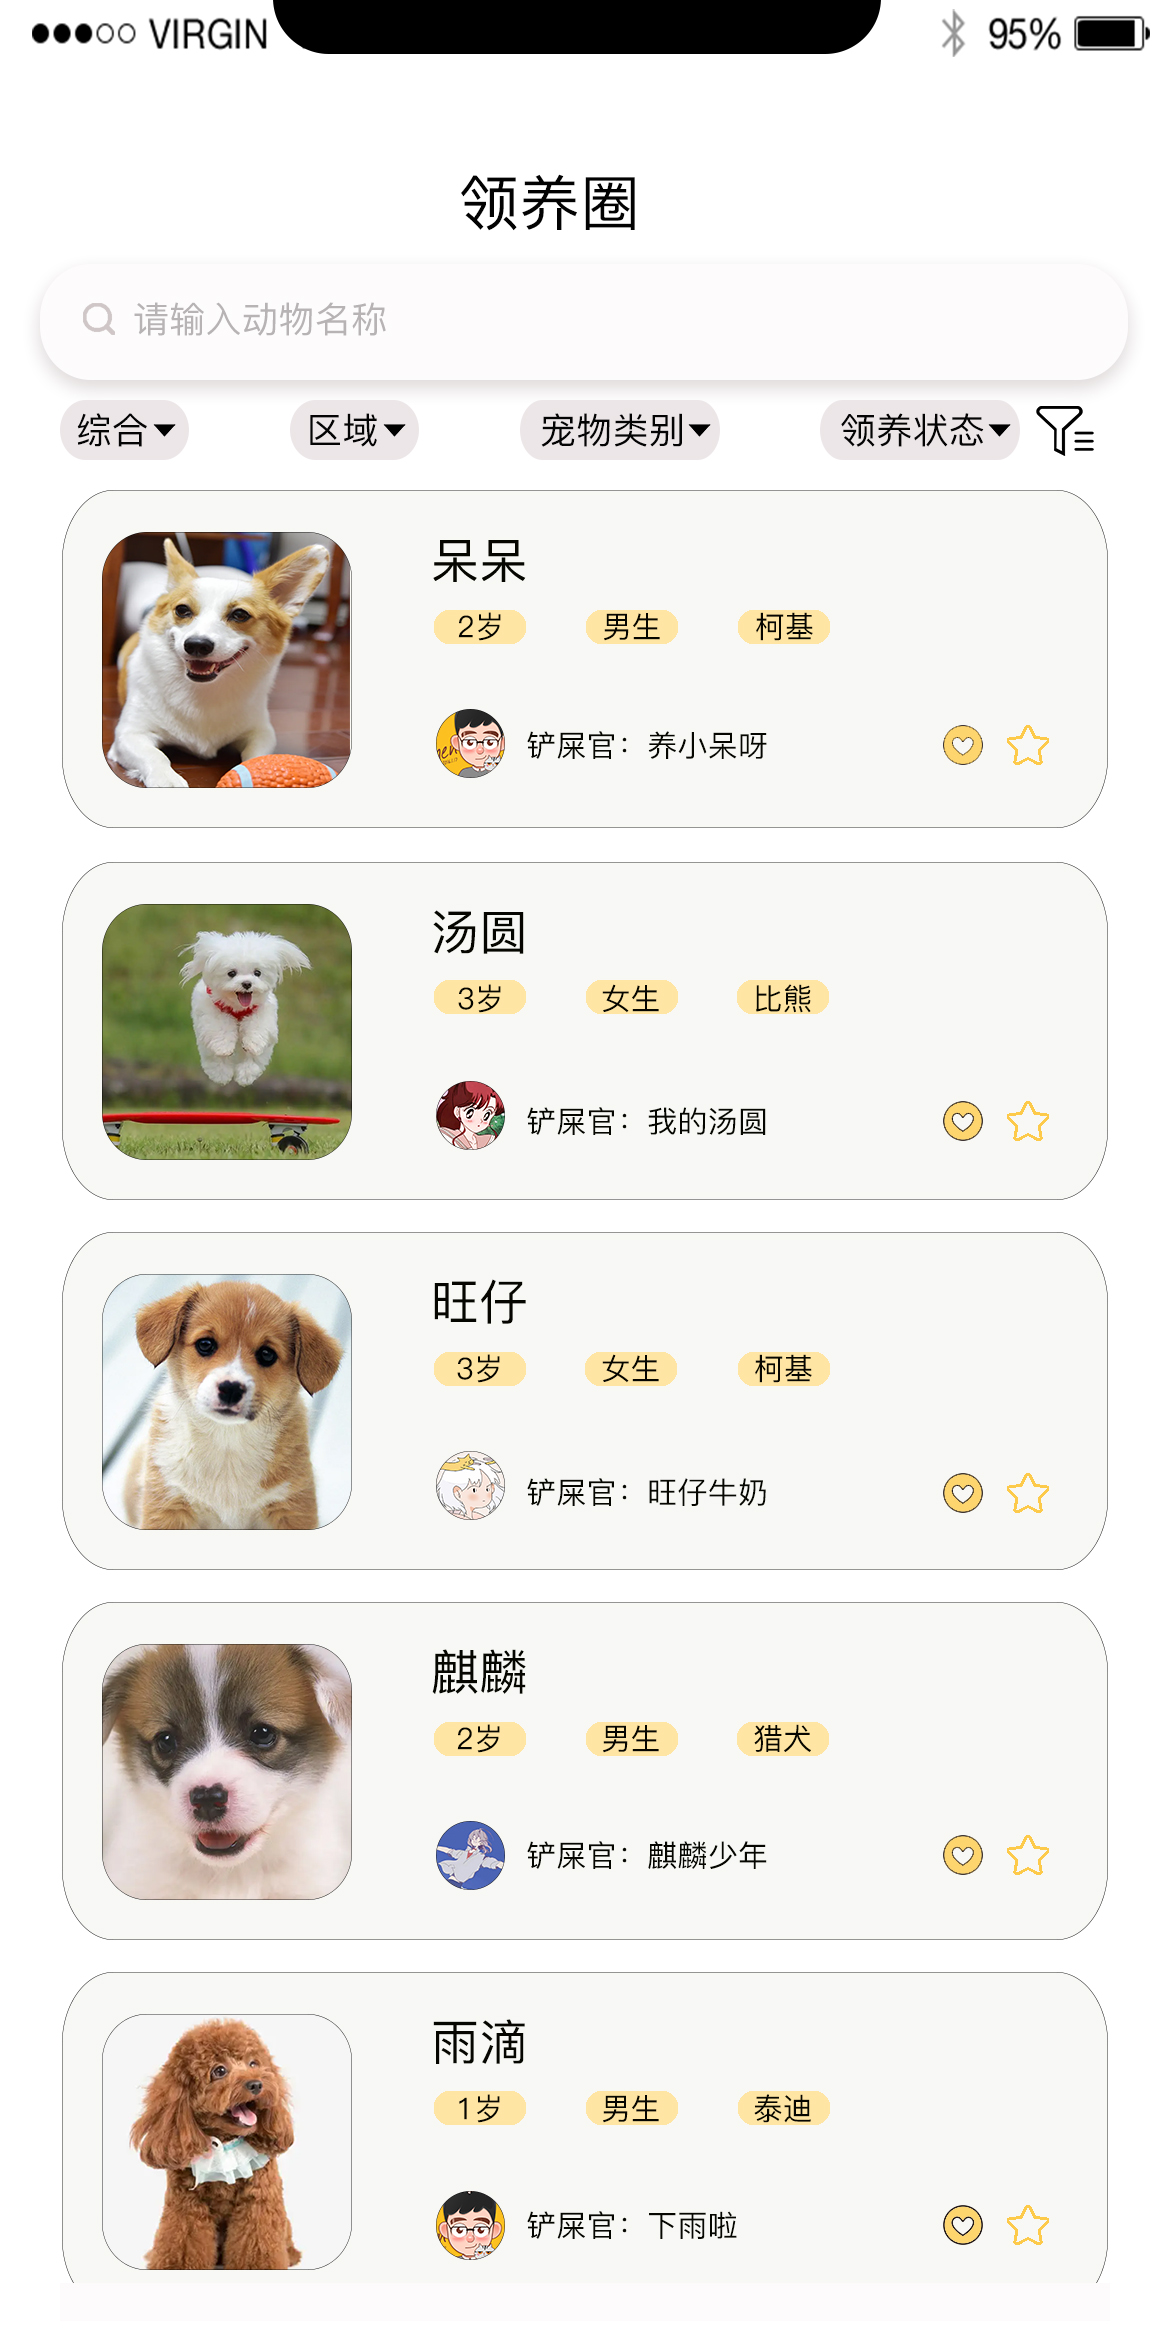 VIRGIN 95%
领养圈
请输入动物名称
综合 区域 宠物类别 领养状态
呆呆
2岁 男生 柯基
铲屎官：养小呆呀
汤圆
3岁 女生 比熊
铲屎官：我的汤圆
旺仔
3岁 女生 柯基
铲屎官：旺仔牛奶
麒麟
2岁 男生 猎犬
铲屎官：麒麟少年
雨滴
1岁 男生 泰迪
铲屎官：下雨啦